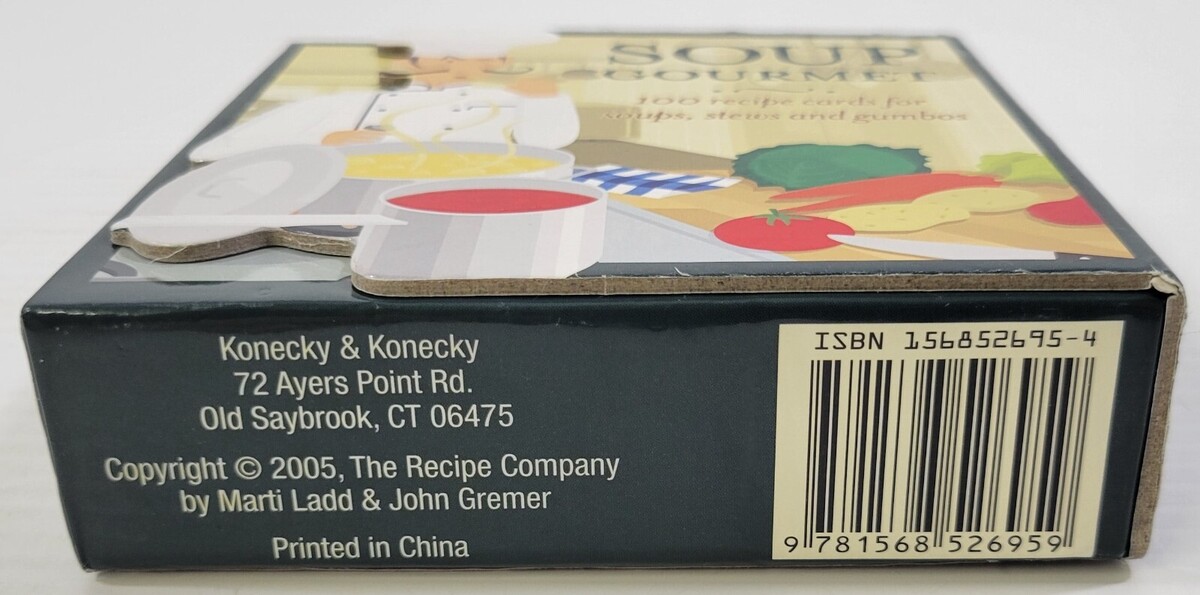 SOUP
GOURMET
100 recipe cards for
soups, stews and gumbos
Konecky & Konecky
72 Ayers Point Rd.
Old Saybrook, CT 06475
Copyright © 2005, The Recipe Company
by Marti Ladd & John Gremer
Printed in China
ISBN 156852695-4
9 781568 526959